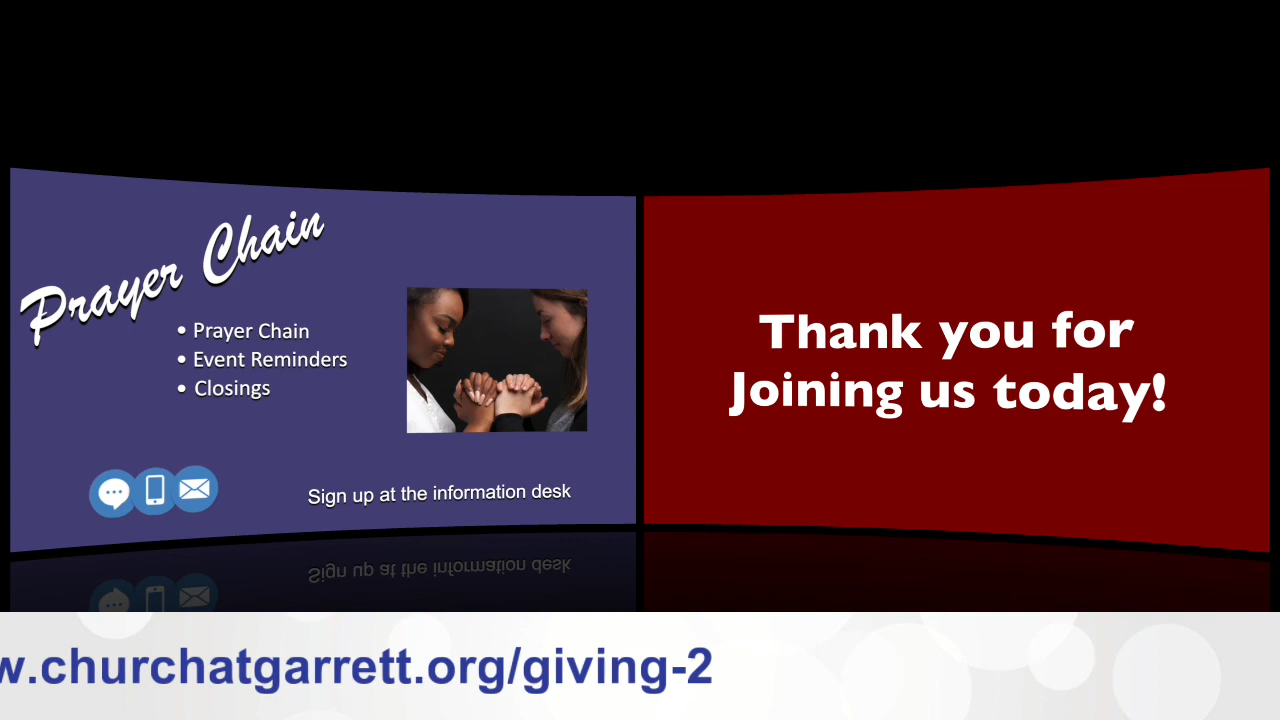 Prayer Chain
• Prayer Chain
• Event Reminders
• Closings
Sign up at the information desk
Thank you for
Joining us today!
w.churchatgarrett.org/giving-2